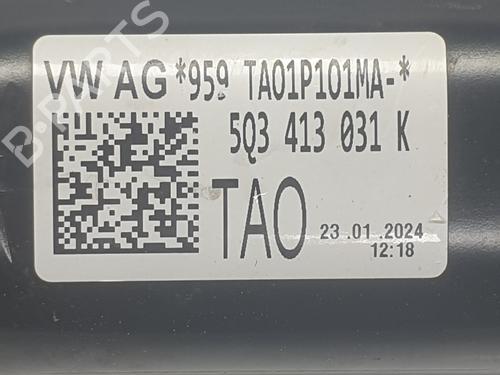 VW AG *959 TA01P101MA-*
5Q3 413 031 K
TAO 23.01.2024
12:18
B-PARTS